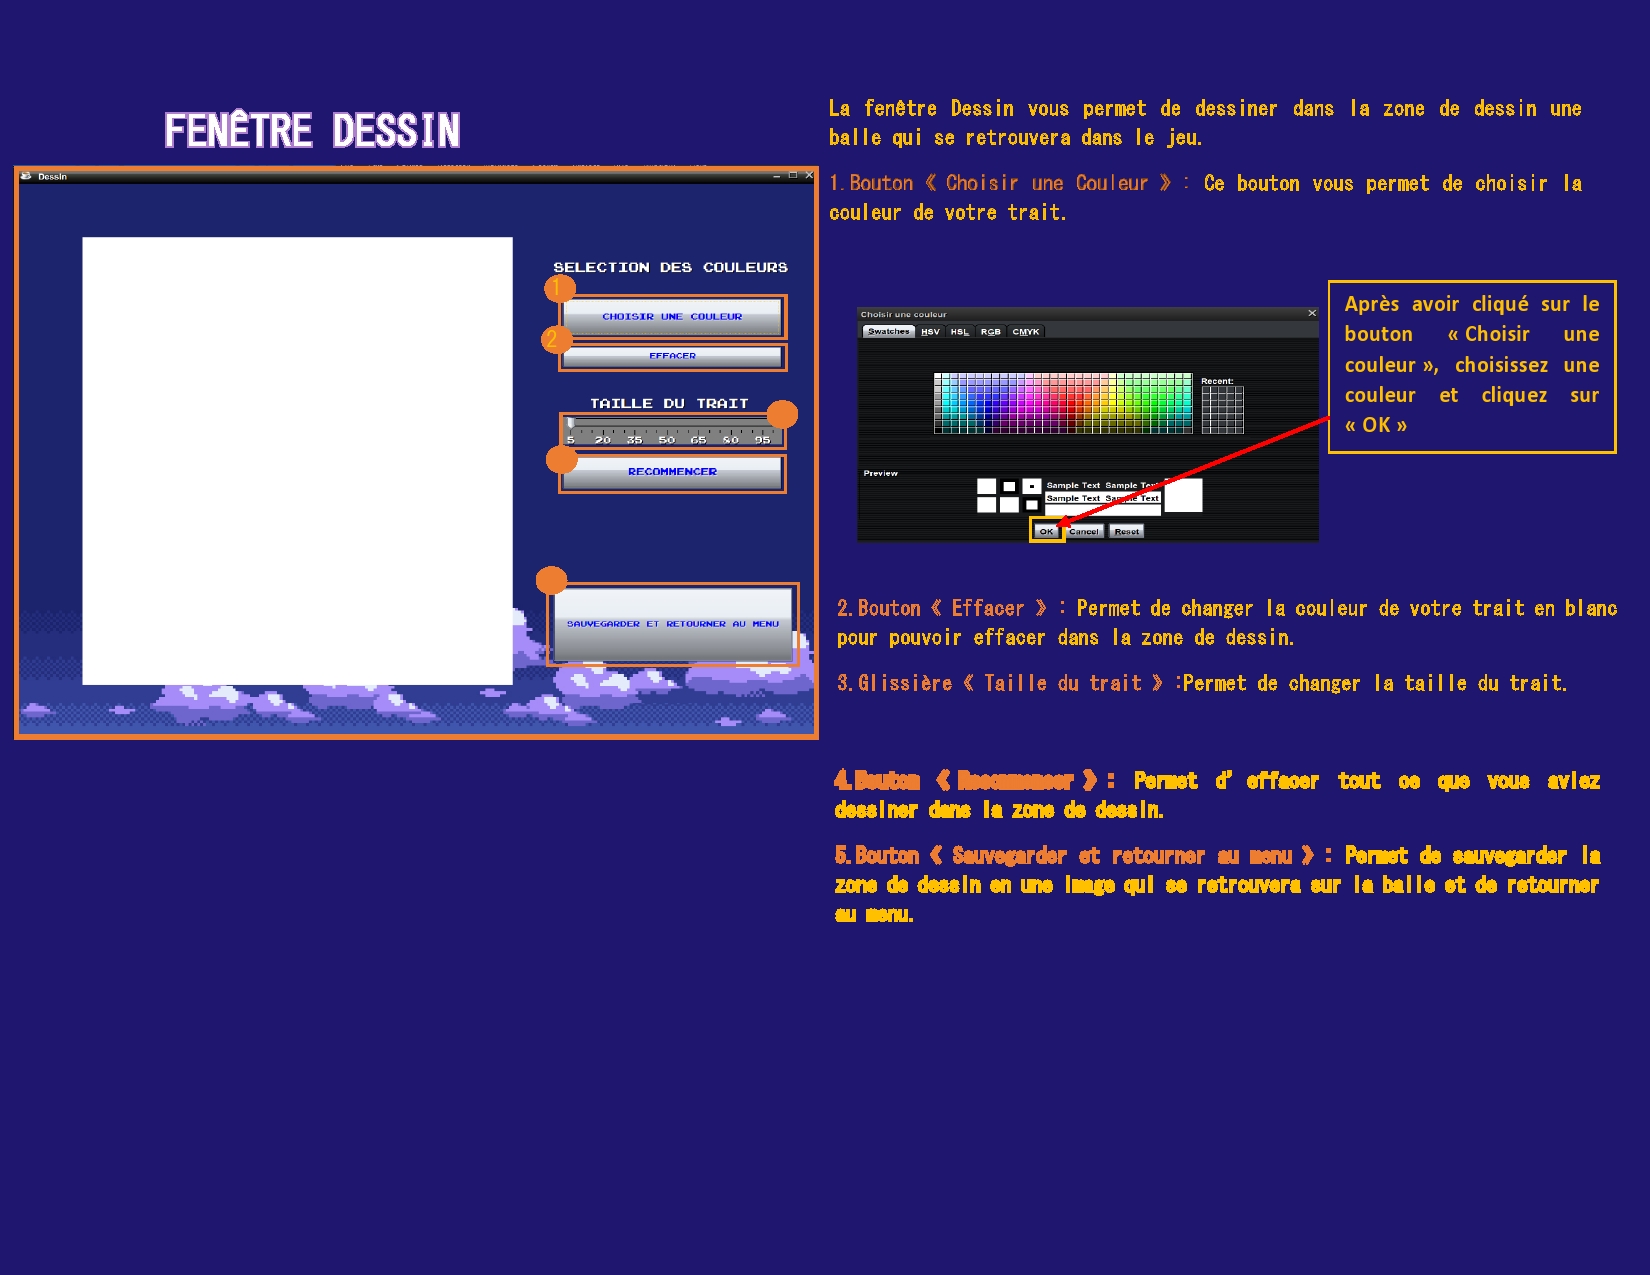 FENÊTRE DESSIN
Dessin
SELECTION DES COULEURS
1
CHOISIR UNE COULEUR
2
EFFACER
TAILLE DU TRAIT
5 20 35 50 65 80 95
RECOMMENCER
SAUVEGARDER ET RETOURNER AU MENU
La fenêtre Dessin vous permet de dessiner dans la zone de dessin une
balle qui se retrouvera dans le jeu.
1.Bouton « Choisir une Couleur » : Ce bouton vous permet de choisir la
couleur de votre trait.
Choisir une couleur
Swatches HSV HSL RGB CMYK
Recent:
Preview
Sample Text Sample Text
Sample Text Sample Text
OK Cancel Reset
Après avoir cliqué sur le
bouton « Choisir une
couleur », choisissez une
couleur et cliquez sur
« OK »
2.Bouton « Effacer » : Permet de changer la couleur de votre trait en blanc
pour pouvoir effacer dans la zone de dessin.
3.Glissière « Taille du trait » :Permet de changer la taille du trait.
4.Bouton « Recommencer » : Permet d’effacer tout ce que vous aviez
dessiner dans la zone de dessin.
5.Bouton « Sauvegarder et retourner au menu » : Permet de sauvegarder la
zone de dessin en une image qui se retrouvera sur la balle et de retourner
au menu.